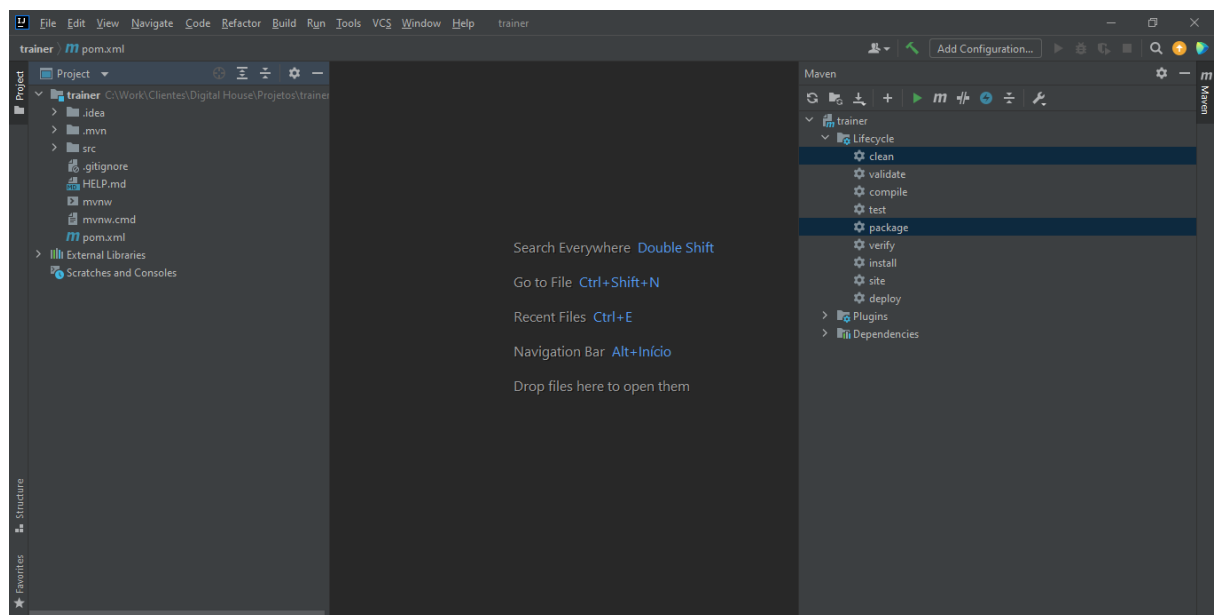 File Edit View Navigate Code Refactor Build Run Tools VCS Window Help trainer
trainer pom.xml
Add Configuration...
Project
Project
trainer C:\Work\Clientes\Digital House\Projetos\trainer
.idea
.mvn
src
.gitignore
HELP.md
mvnw
mvnw.cmd
pom.xml
External Libraries
Scratches and Consoles
Structure
Favorites
Search Everywhere Double Shift
Go to File Ctrl+Shift+N
Recent Files Ctrl+E
Navigation Bar Alt+Início
Drop files here to open them
Maven
trainer
Lifecycle
clean
validate
compile
test
package
verify
install
site
deploy
Plugins
Dependencies
Maven